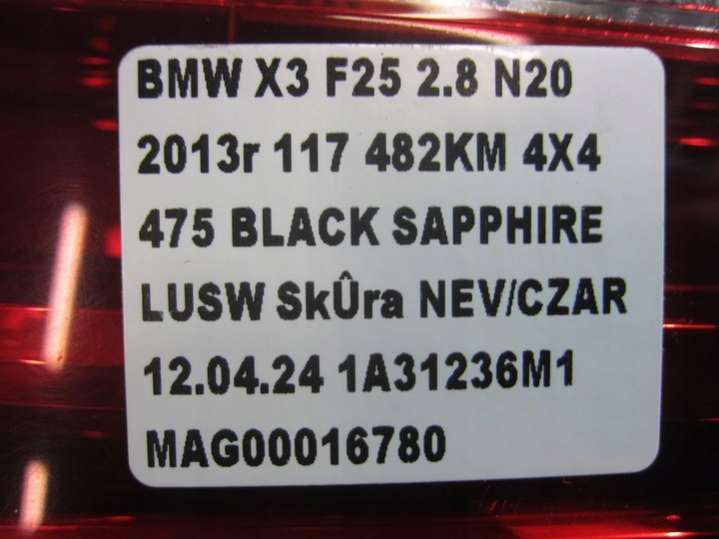 BMW X3 F25 2.8 N20
2013r 117 482KM 4X4
475 BLACK SAPPHIRE
LUSW SkÛra NEV/CZAR
12.04.24 1A31236M1
MAG00016780